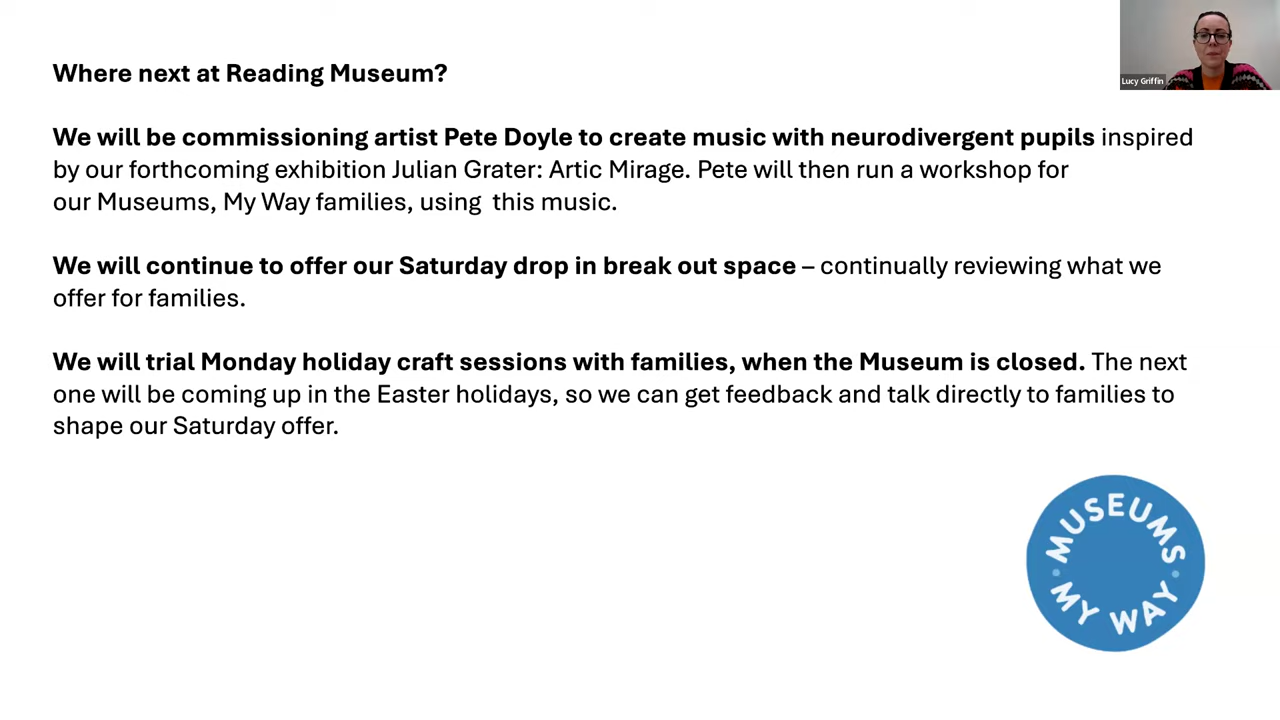 Where next at Reading Museum?
We will be commissioning artist Pete Doyle to create music with neurodivergent pupils inspired
by our forthcoming exhibition Julian Grater: Artic Mirage. Pete will then run a workshop for
our Museums, My Way families, using  this music.
We will continue to offer our Saturday drop in break out space – continually reviewing what we
offer for families.
We will trial Monday holiday craft sessions with families, when the Museum is closed. The next
one will be coming up in the Easter holidays, so we can get feedback and talk directly to families to
shape our Saturday offer.
Lucy Griffin
MUSEUMS
MY WAY